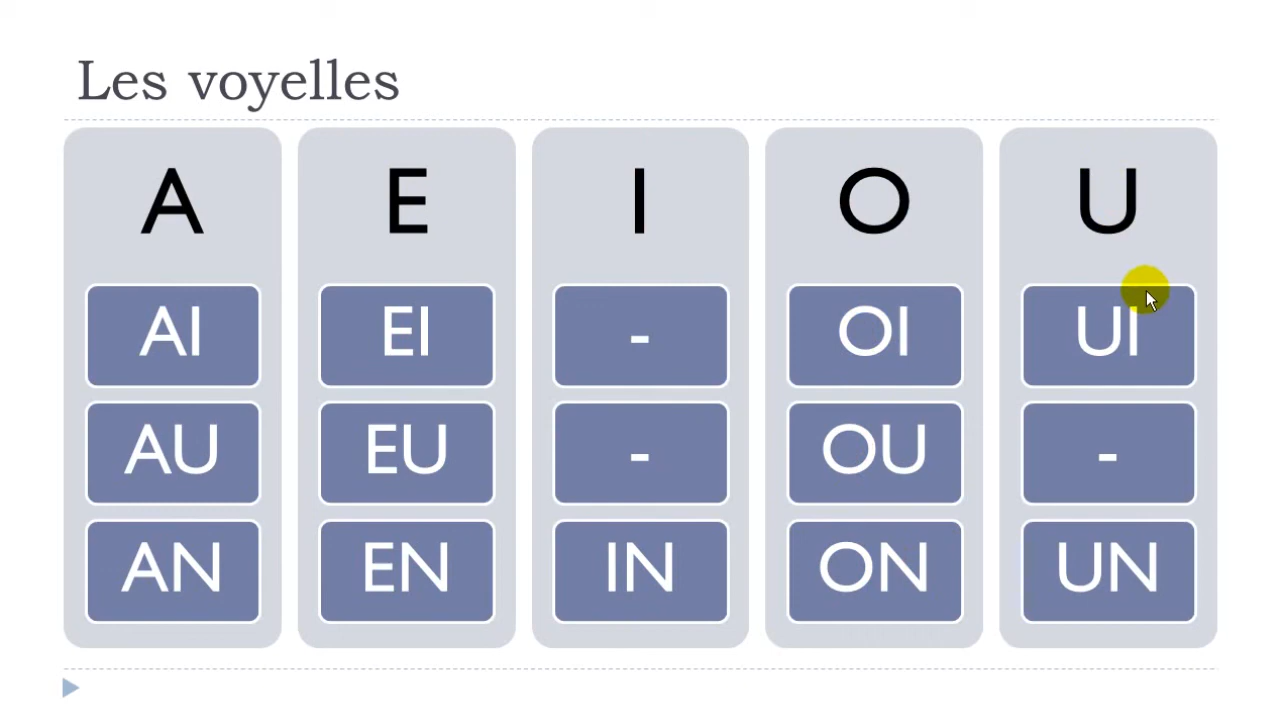 Les voyelles
A E I O U
AI EI - OI UI
AU EU - OU -
AN EN IN ON UN